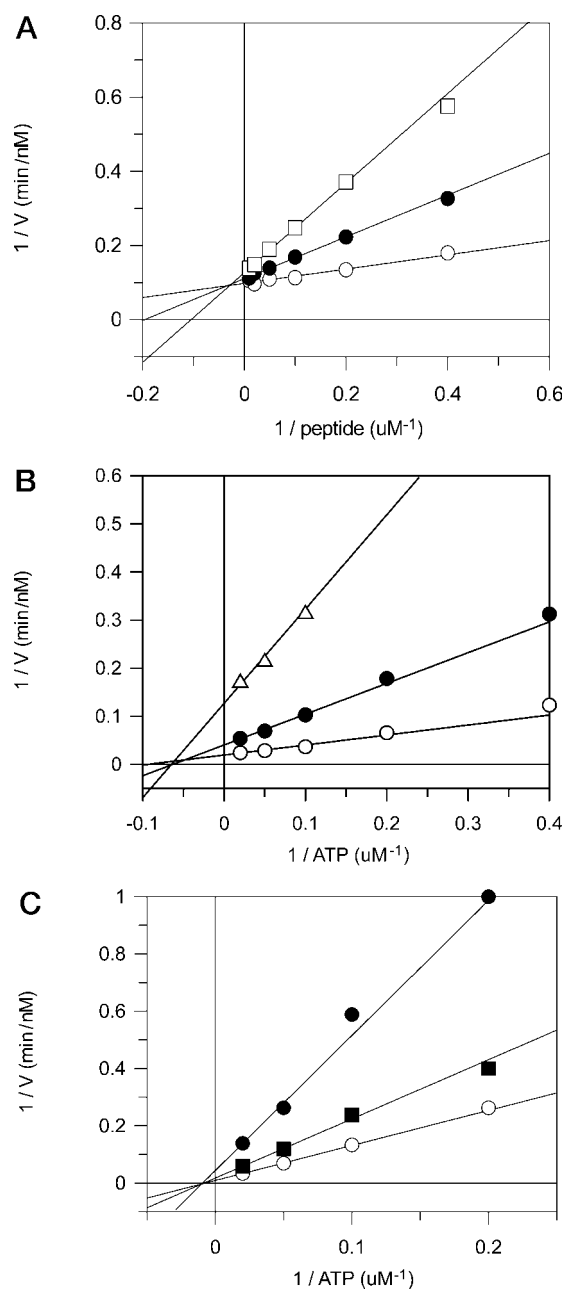 A
0.8
0.6
0.4
0.2
0
1 / V (min/nM)
-0.2 0 0.2 0.4 0.6
1 / peptide (uM-1)
B
0.6
0.5
0.4
0.3
0.2
0.1
0
1 / V (min/nM)
-0.1 0 0.1 0.2 0.3 0.4
1 / ATP (uM-1)
C
1
0.8
0.6
0.4
0.2
0
1 / V (min/nM)
0 0.1 0.2
1 / ATP (uM-1)